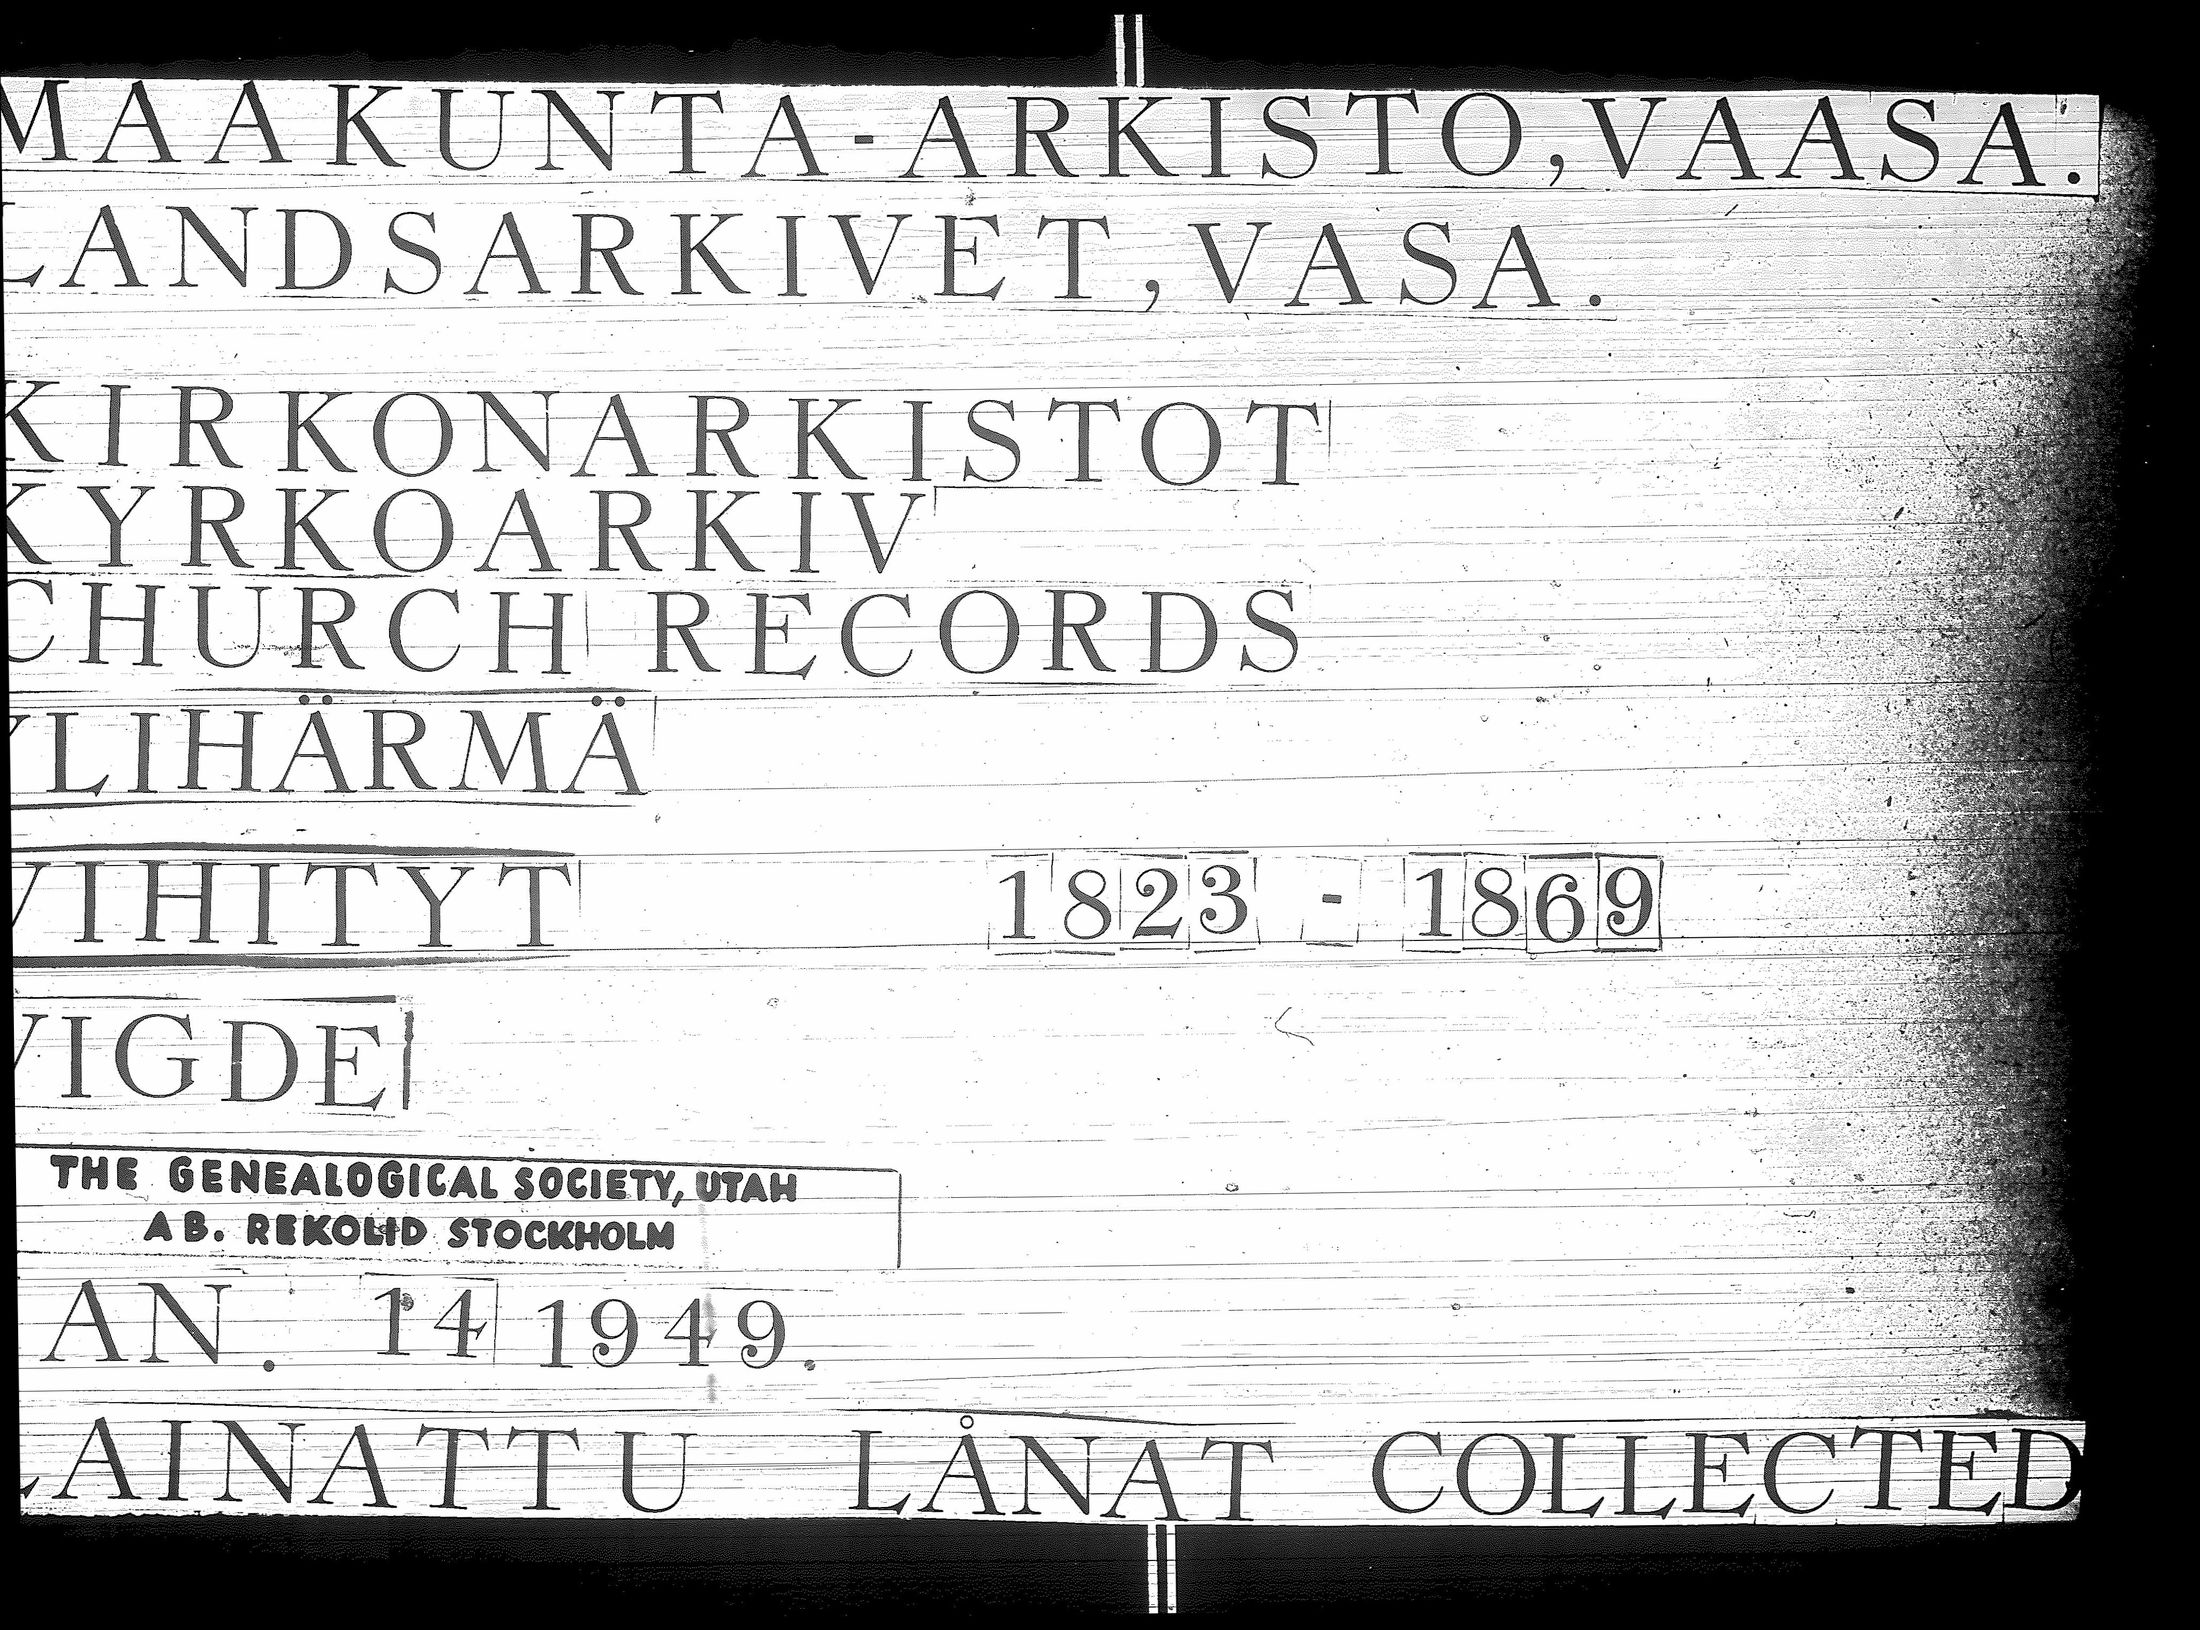 MAAKUNTA-ARKISTO, VAASA.
LANDSARKIVET, VASA.
KIRKONARKISTOT
KYRKOARKIV
CHURCH RECORDS
YLIHÄRMÄ
VIHITYT 1823 - 1869
VIGDE
THE GENEALOGICAL SOCIETY, UTAH
AB. REKOLID STOCKHOLM
AN. 14 1949.
LAINATTU LÅNAT COLLECTED